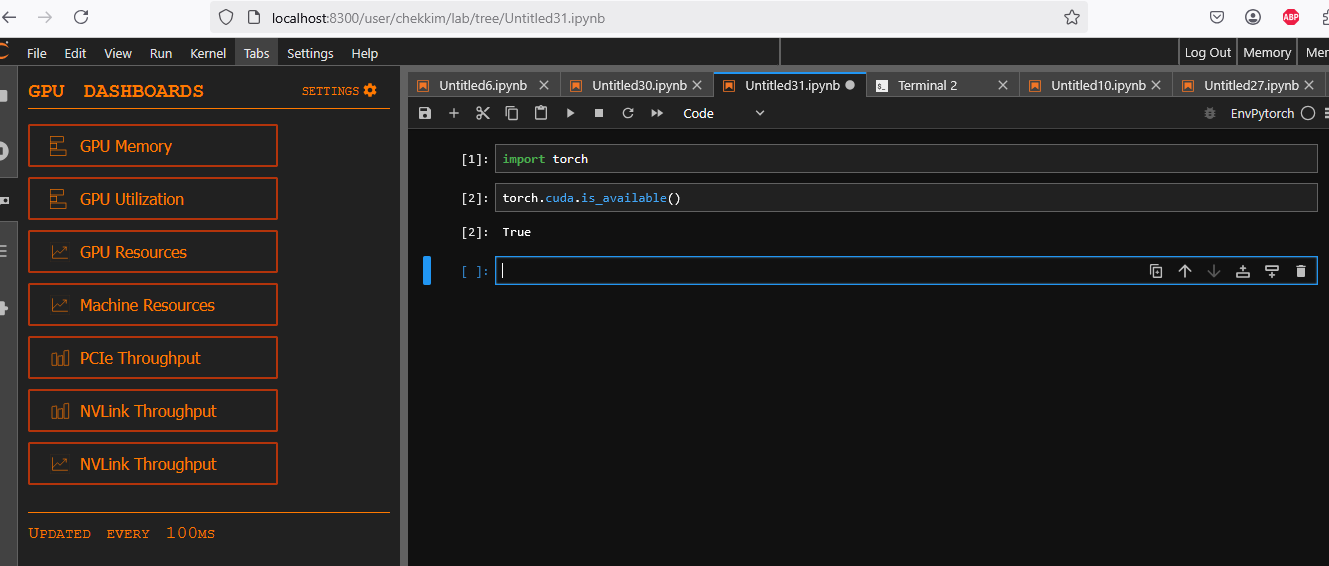 localhost:8300/user/chekkim/lab/tree/Untitled31.ipynb
ABP
File Edit View Run Kernel Tabs Settings Help
Log Out Memory Mer
GPU DASHBOARDS SETTINGS
GPU Memory
GPU Utilization
GPU Resources
Machine Resources
PCIe Throughput
NVLink Throughput
NVLink Throughput
UPDATED EVERY 100MS
Untitled6.ipynb Untitled30.ipynb Untitled31.ipynb Terminal 2 Untitled10.ipynb Untitled27.ipynb
Code EnvPytorch
[1]: import torch
[2]: torch.cuda.is_available()
[2]: True
[ ]: